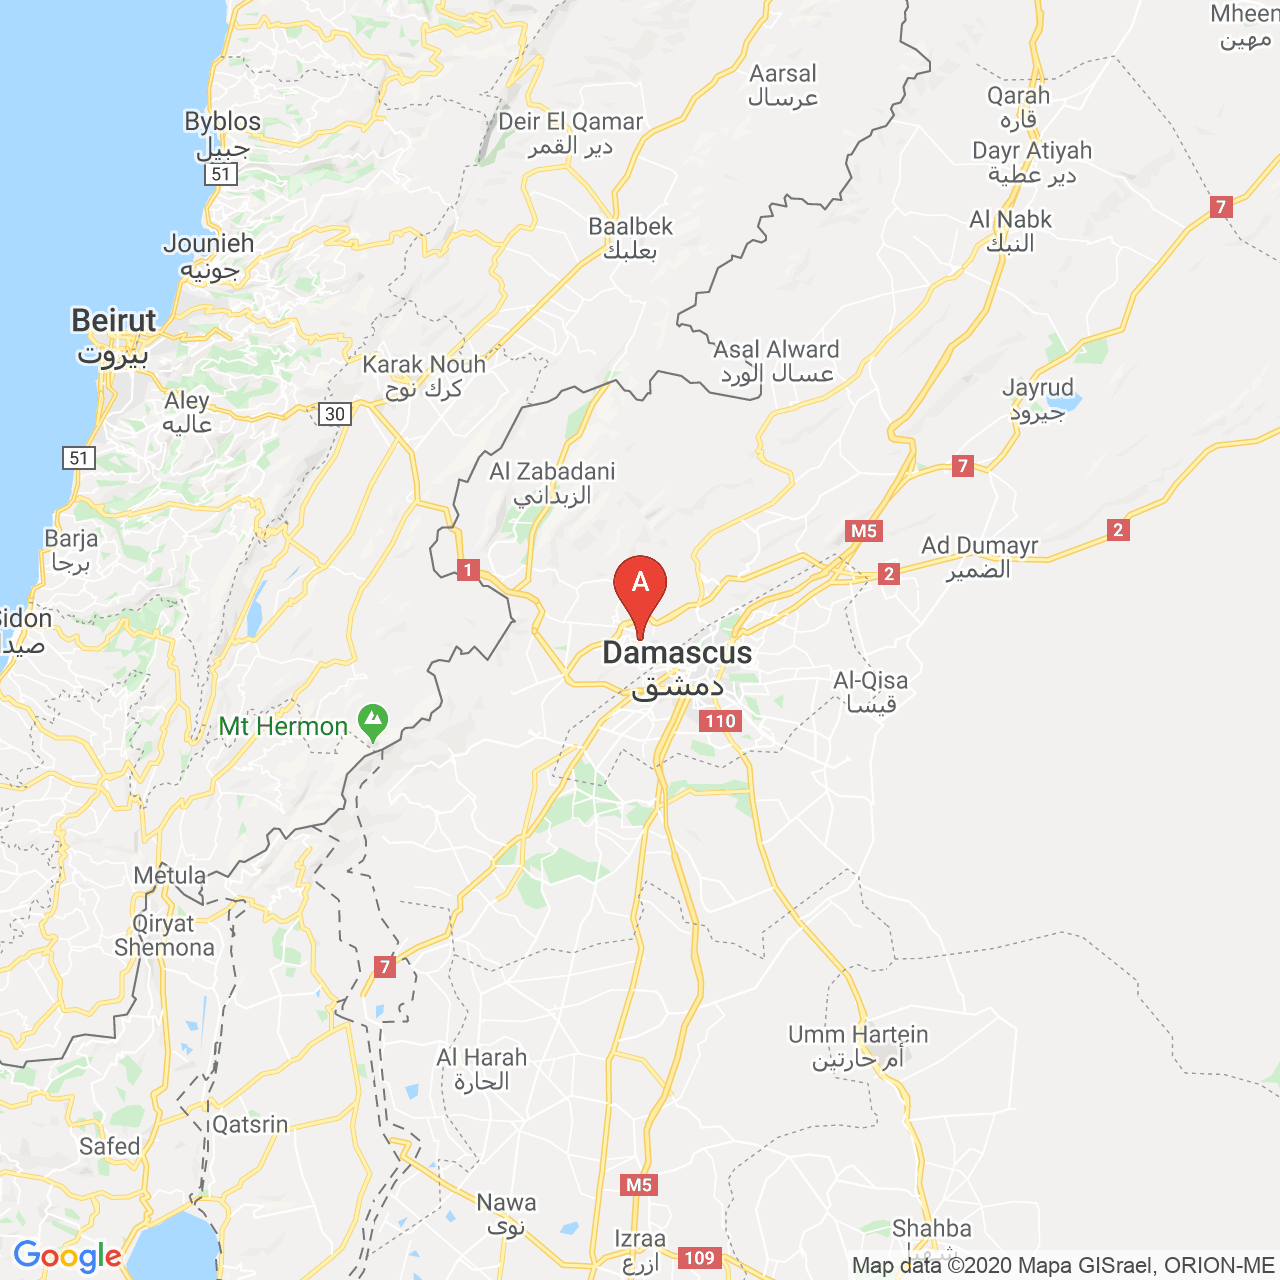 Mheen
مهين
Aarsal
عرسال
Qarah
قاره
Byblos
جبيل
Deir El Qamar
دير القمر
Dayr Atiyah
دير عطية
51
7
Al Nabk
النبك
Baalbek
بعلبك
Jounieh
جونيه
Beirut
بيروت
Asal Alward
عسال الورد
Karak Nouh
كرك نوح
Jayrud
جيرود
Aley
عاليه
30
51
7
Al Zabadani
الزبداني
M5
2
Barja
برجا
Ad Dumayr
الضمير
1
2
A
Sidon
صيدا
Damascus
دمشق
Al-Qisa
قيسا
110
Mt Hermon
Metula
Qiryat
Shemona
7
Umm Hartein
أم حارتين
Al Harah
الحارة
Qatsrin
Safed
M5
Nawa
نوى
Izraa
ازرع
Shahba
109
Google
Map data ©2020 Mapa GISrael, ORION-ME